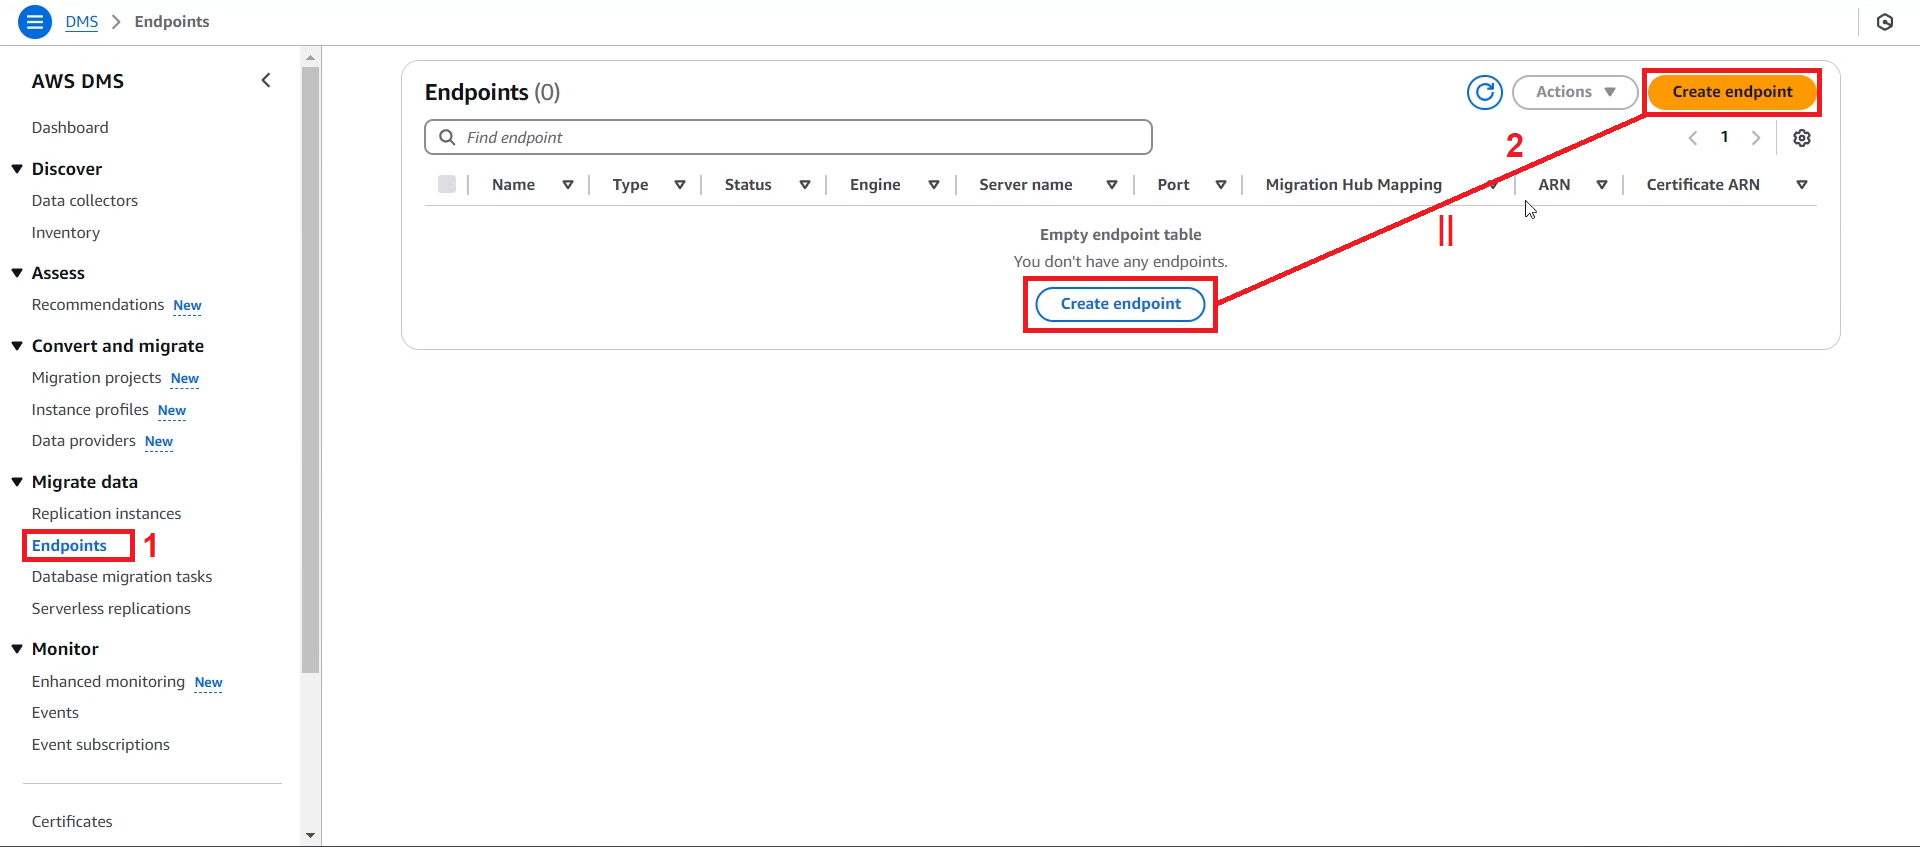 DMS > Endpoints
AWS DMS
Dashboard
Discover
Data collectors
Inventory
Assess
Recommendations New
Convert and migrate
Migration projects New
Instance profiles New
Data providers New
Migrate data
Replication instances
Endpoints 1
Database migration tasks
Serverless replications
Monitor
Enhanced monitoring New
Events
Event subscriptions
Certificates
Endpoints (0)
Actions
Create endpoint
Find endpoint
2
1
Name Type Status Engine Server name Port Migration Hub Mapping ARN Certificate ARN
||
Empty endpoint table
You don't have any endpoints.
Create endpoint